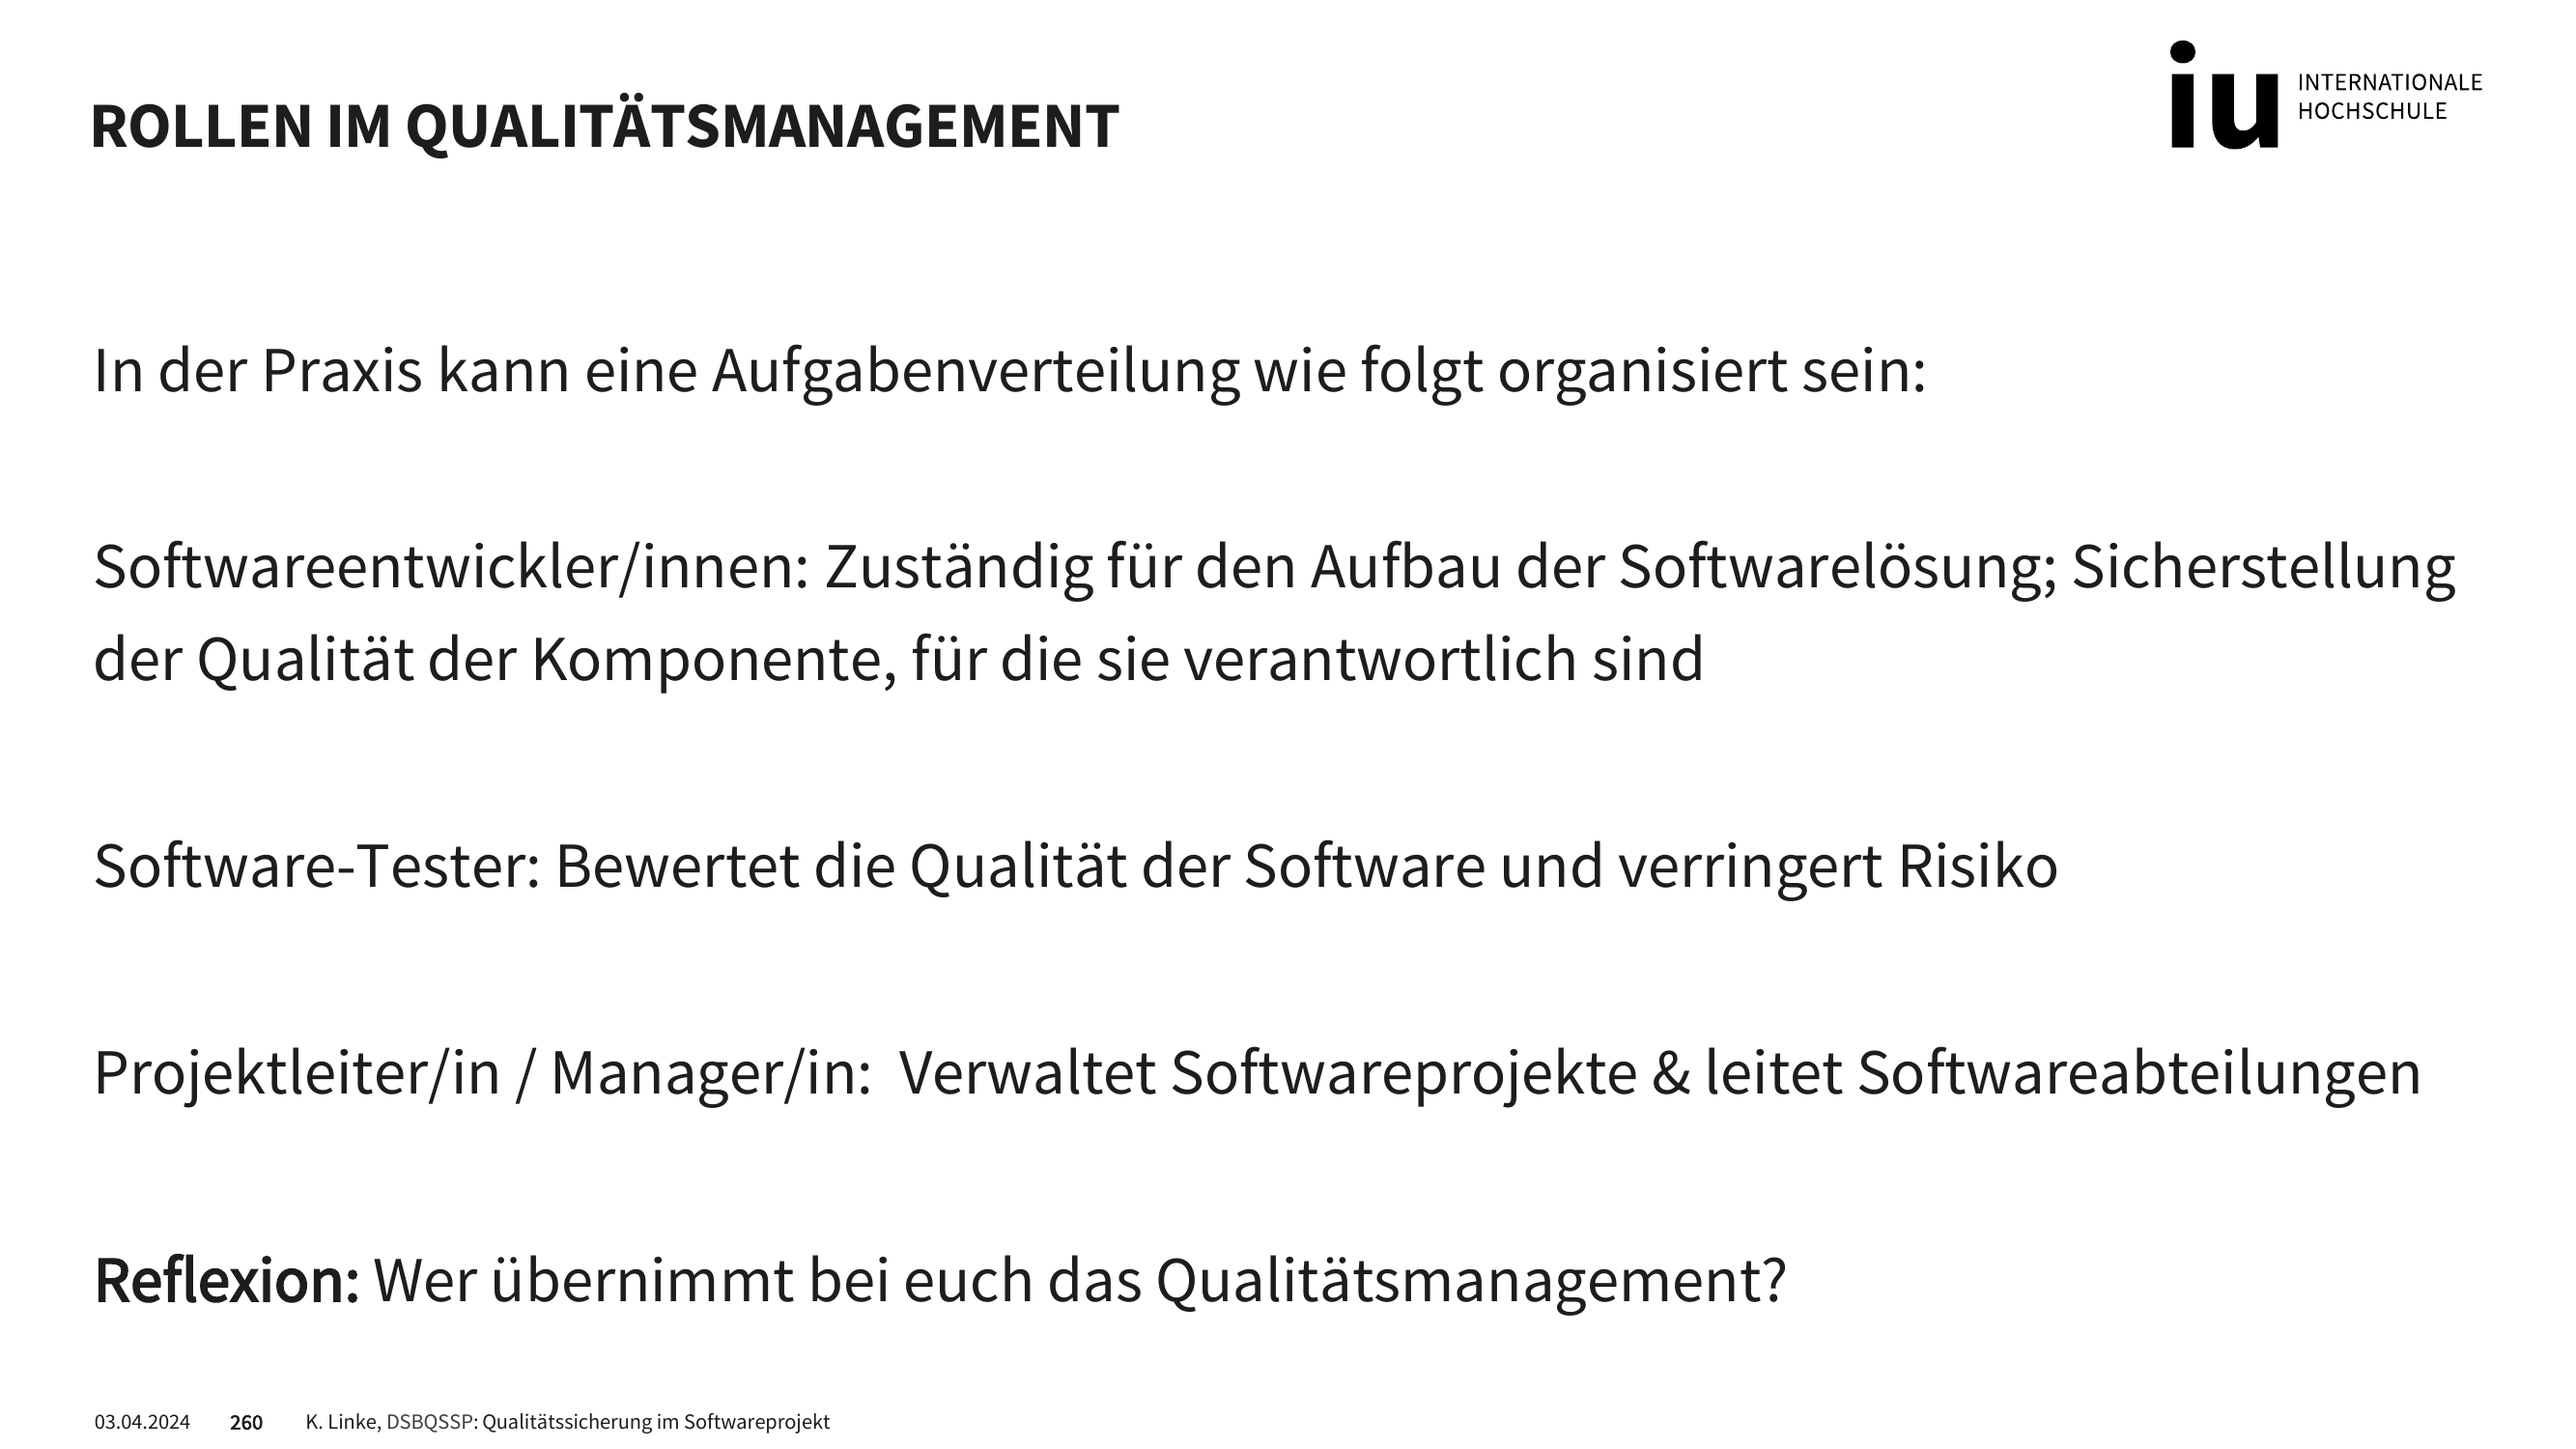 ROLLEN IM QUALITÄTSMANAGEMENT
iu INTERNATIONALE
HOCHSCHULE
In der Praxis kann eine Aufgabenverteilung wie folgt organisiert sein:
Softwareentwickler/innen: Zuständig für den Aufbau der Softwarelösung; Sicherstellung
der Qualität der Komponente, für die sie verantwortlich sind
Software-Tester: Bewertet die Qualität der Software und verringert Risiko
Projektleiter/in / Manager/in:  Verwaltet Softwareprojekte & leitet Softwareabteilungen
Reflexion: Wer übernimmt bei euch das Qualitätsmanagement?
03.04.2024 260 K. Linke, DSBQSSP: Qualitätssicherung im Softwareprojekt